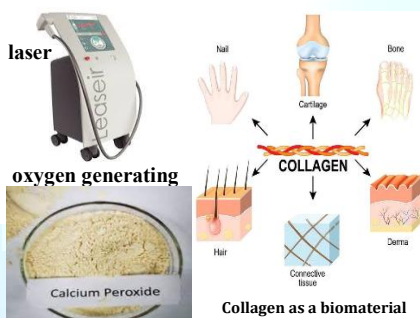 laser
Leaseir
oxygen generating
Calcium Peroxide
Nail
Cartilage
Bone
COLLAGEN
Hair
Connective
tissue
Derma
Collagen as a biomaterial